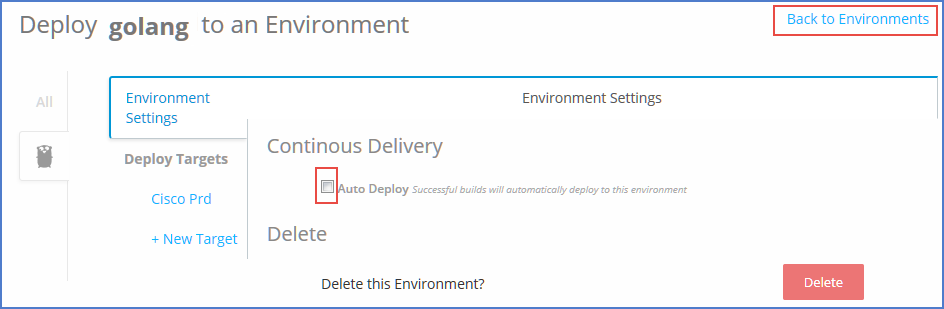 Deploy golang to an Environment
Back to Environments
All
Environment
Settings
Environment Settings
Deploy Targets
Cisco Prd
+ New Target
Continous Delivery
Auto Deploy Successful builds will automatically deploy to this environment
Delete
Delete this Environment?
Delete